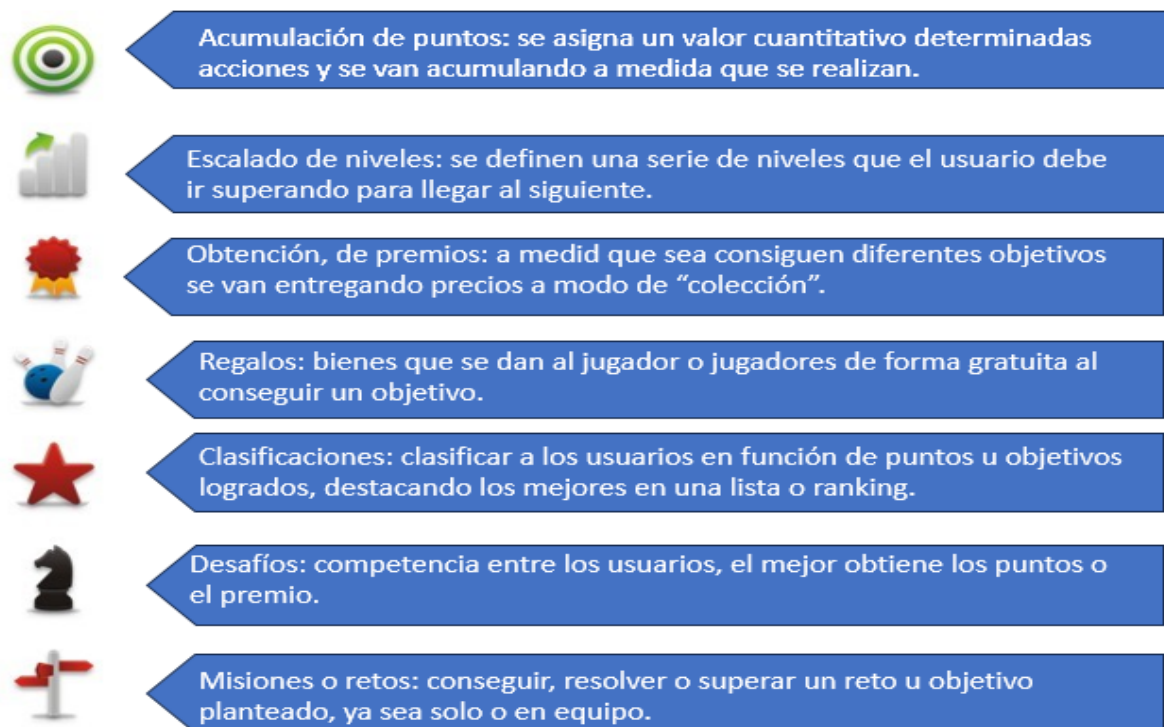 Acumulación de puntos: se asigna un valor cuantitativo determinadas
acciones y se van acumulando a medida que se realizan.
Escalado de niveles: se definen una serie de niveles que el usuario debe
ir superando para llegar al siguiente.
Obtención, de premios: a medid que sea consiguen diferentes objetivos
se van entregando precios a modo de “colección”.
Regalos: bienes que se dan al jugador o jugadores de forma gratuita al
conseguir un objetivo.
Clasificaciones: clasificar a los usuarios en función de puntos u objetivos
logrados, destacando los mejores en una lista o ranking.
Desafíos: competencia entre los usuarios, el mejor obtiene los puntos o
el premio.
Misiones o retos: conseguir, resolver o superar un reto u objetivo
planteado, ya sea solo o en equipo.